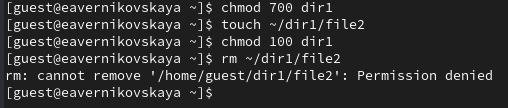 [guest@eavernikovskaya ~]$ chmod 700 dir1
[guest@eavernikovskaya ~]$ touch ~/dir1/file2
[guest@eavernikovskaya ~]$ chmod 100 dir1
[guest@eavernikovskaya ~]$ rm ~/dir1/file2
rm: cannot remove '/home/guest/dir1/file2': Permission denied
[guest@eavernikovskaya ~]$